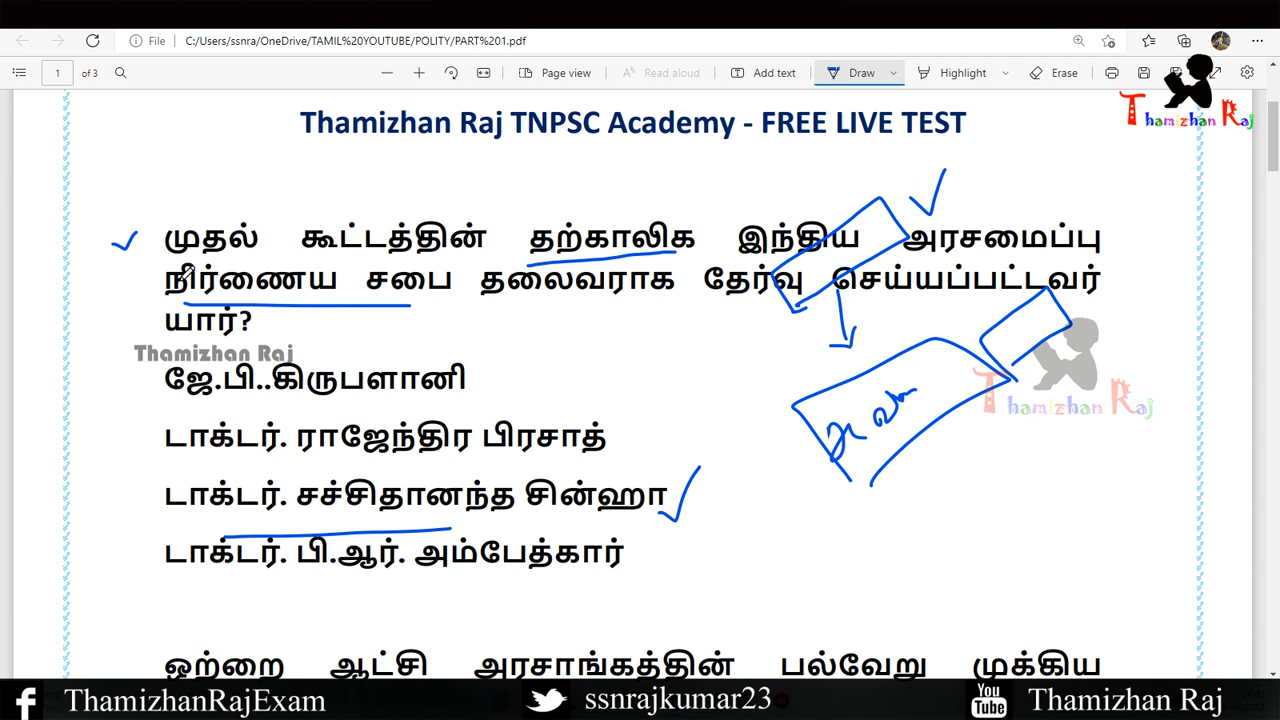 File C:/Users/ssnra/OneDrive/TAMIL%20YOUTUBE/POLITY/PART%201.pdf
1 of 3 Page view Read aloud Add text Draw Highlight Erase
Thamizhan Raj
Thamizhan Raj TNPSC Academy - FREE LIVE TEST
முதல் கூட்டத்தின் தற்காலிக இந்திய அரசமைப்பு
நிர்ணைய சபை தலைவராக தேர்வு செய்யப்பட்டவர்
யார்?
Thamizhan Raj
ஜே.பி..கிருபளானி
டாக்டர். ராஜேந்திர பிரசாத்
Thamizhan Raj
டாக்டர். சச்சிதானந்த சின்ஹா
டாக்டர். பி.ஆர். அம்பேத்கார்
ஒற்றை ஆட்சி அரசாங்கத்தின் பல்வேறு முக்கிய
ThamizhanRajExam ssnrajkumar23 You Tube Thamizhan Raj